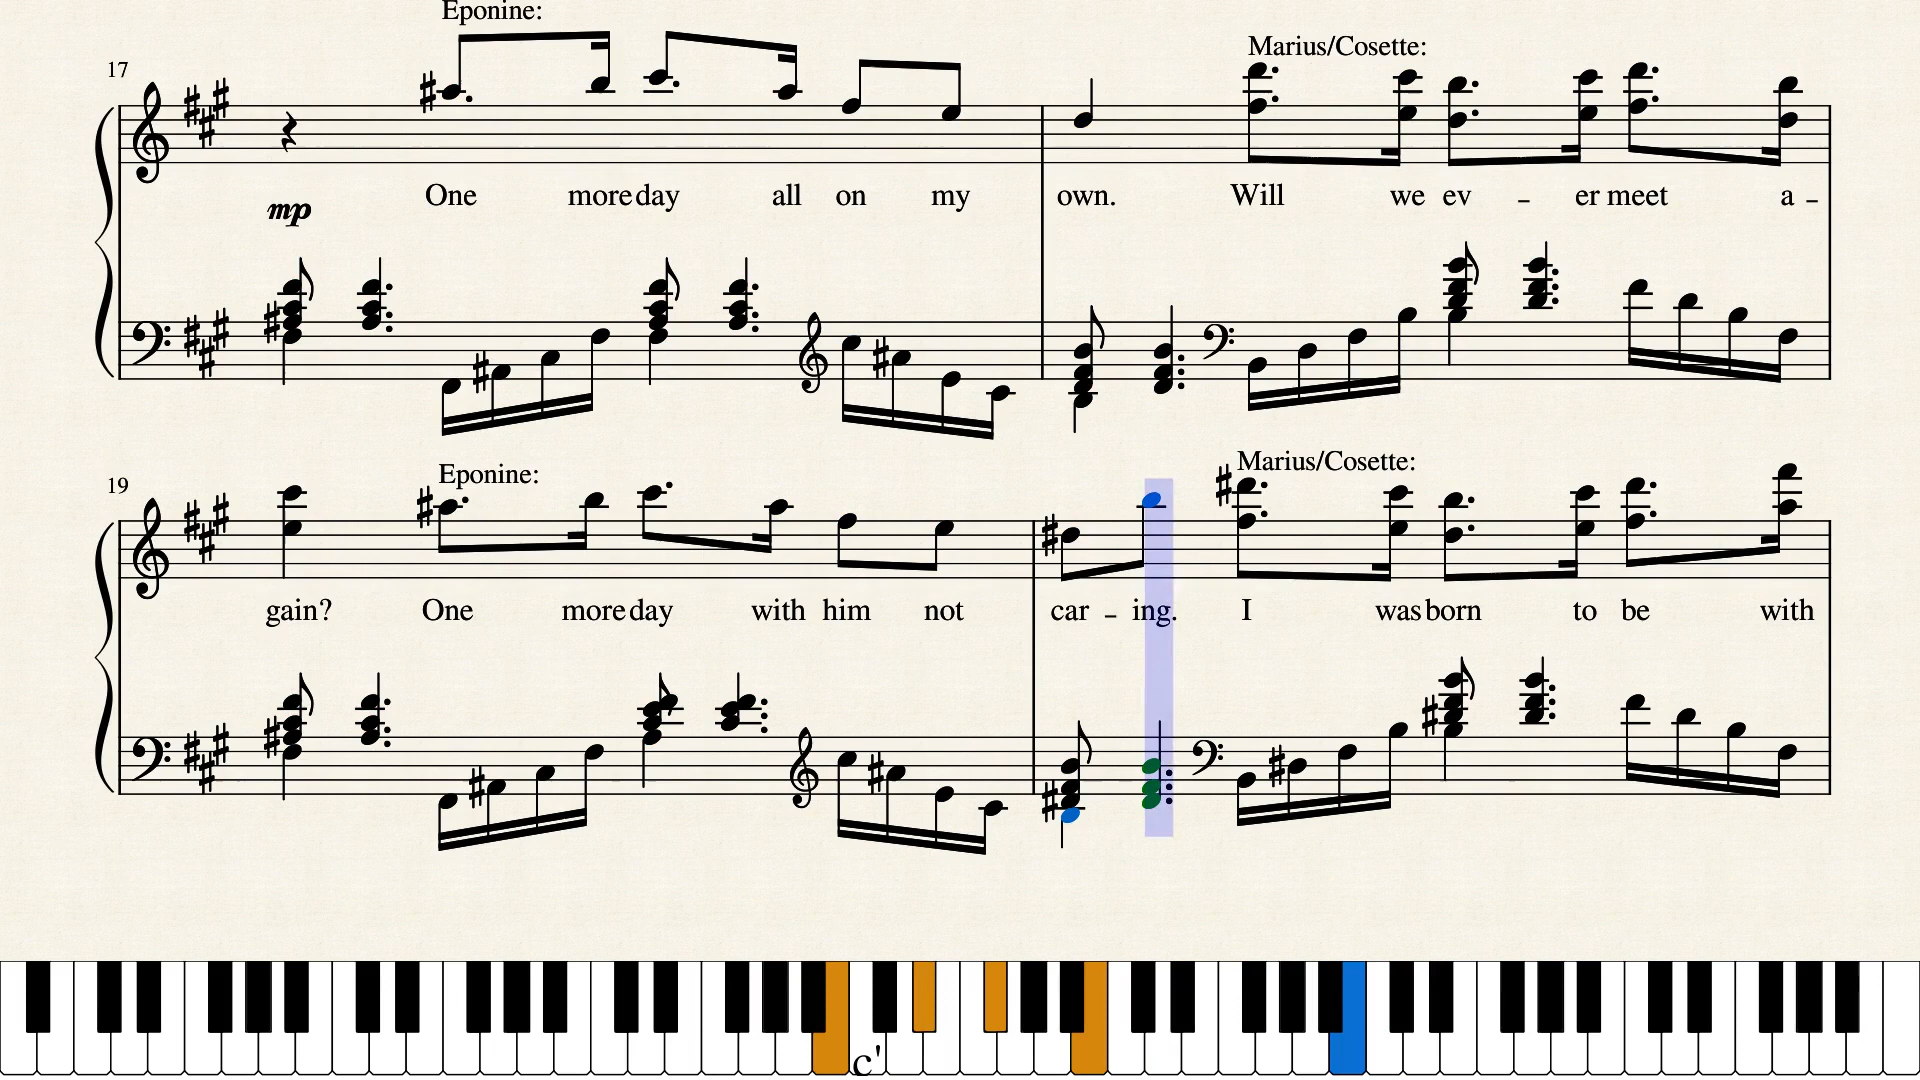 Eponine:
17
Marius/Cosette:
One more day all on my own. Will we ev - er meet a -
mp
19
Eponine:
Marius/Cosette:
gain? One more day with him not car - ing. I was born to be with
c'